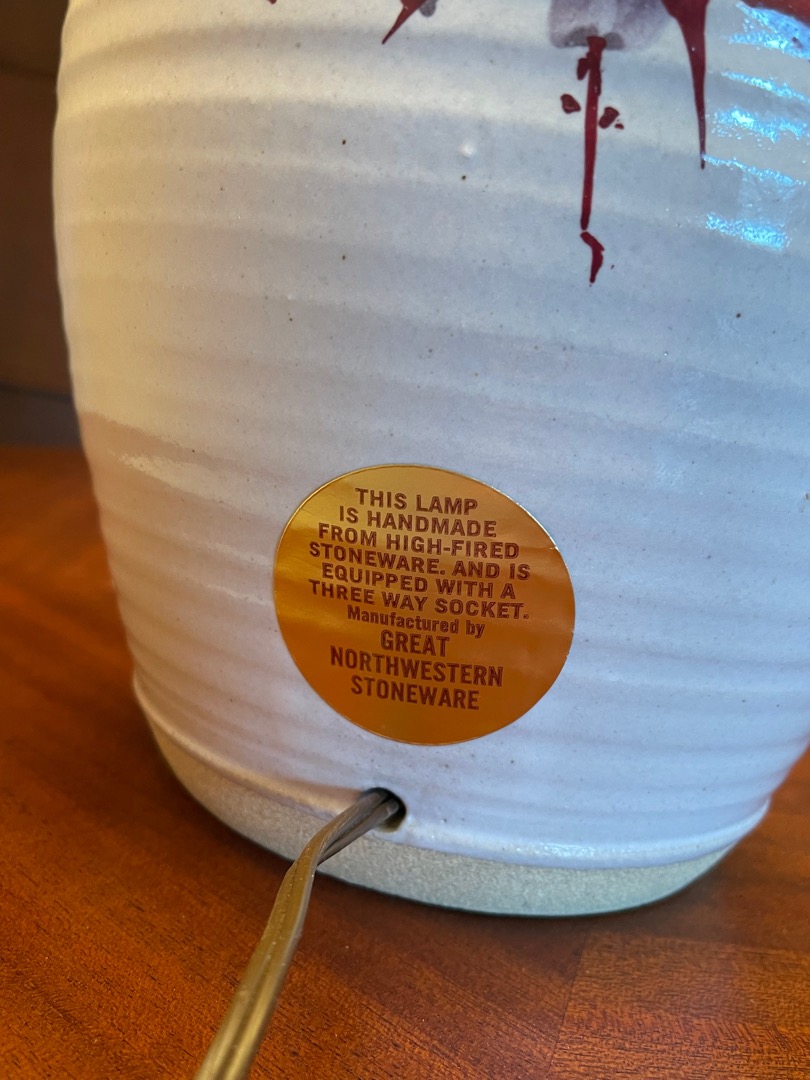 THIS LAMP
IS HANDMADE
FROM HIGH-FIRED
STONEWARE. AND IS
EQUIPPED WITH A
THREE WAY SOCKET.
Manufactured by
GREAT
NORTHWESTERN
STONEWARE